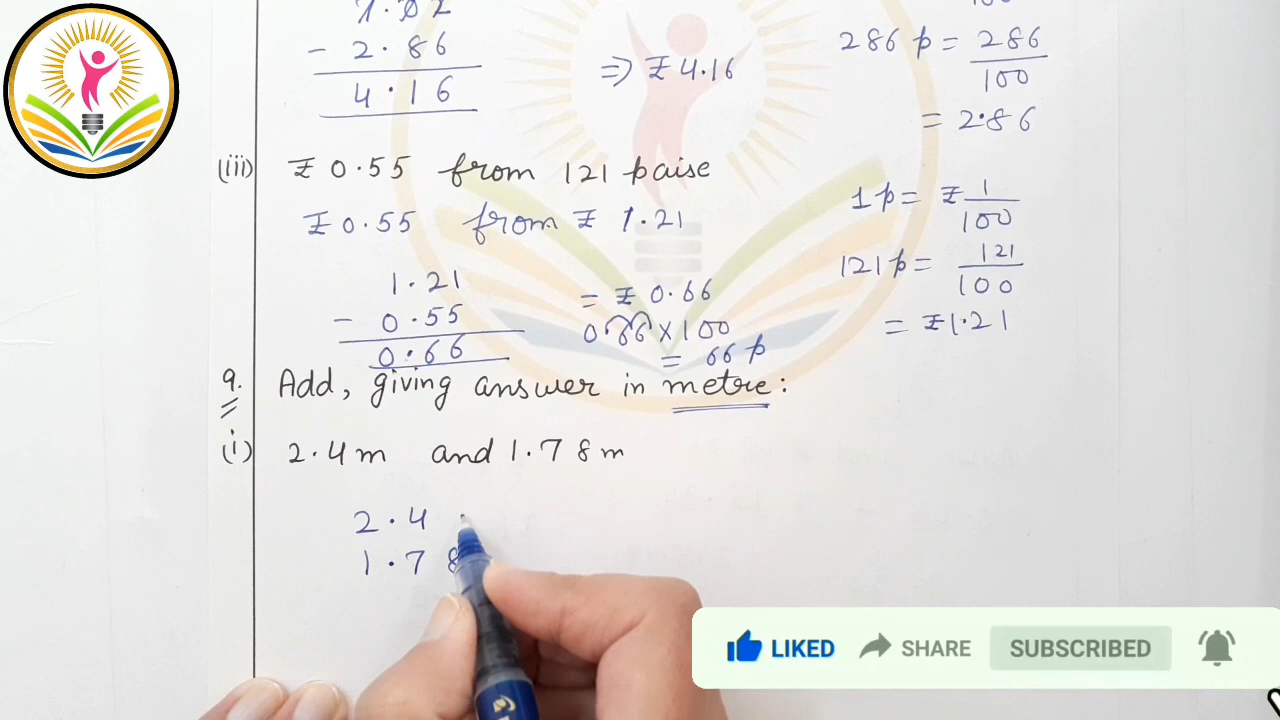 7.02
- 2.86
4.16
=> ₹ 4.16
100
286 p = 286
100
= 2.86
(iii) ₹ 0.55 from 121 paise
₹ 0.55 from ₹ 1.21
1.21
- 0.55
0.66
= ₹ 0.66
0.66 x 100
= 66 p
1 p = ₹ 1
100
121 p = 121
100
= ₹ 1.21
9. Add, giving answer in metre:
(i) 2.4 m and 1.78 m
2.4
1.78
LIKED SHARE SUBSCRIBED